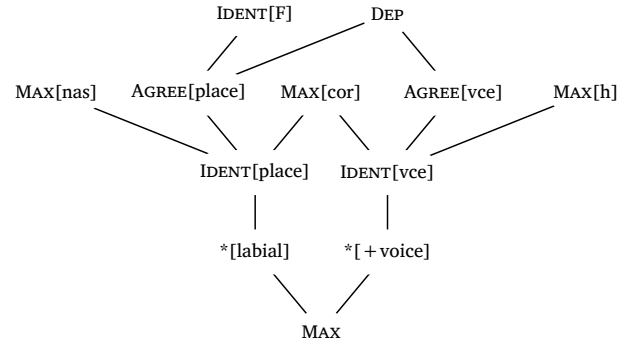 IDENT[F] DEP
MAX[nas] AGREE[place] MAX[cor] AGREE[vce] MAX[h]
IDENT[place] IDENT[vce]
*[labial] *[+voice]
MAX